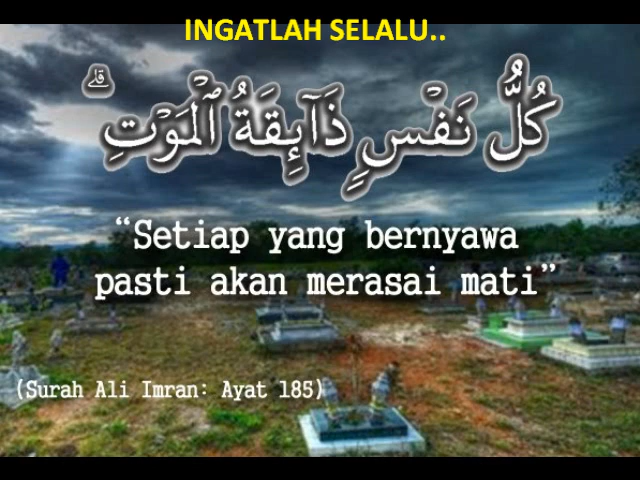 INGATLAH SELALU..
كُلُّ نَفْسٍ ذَآئِقَةُ ٱلْمَوْتِ ۗ
“Setiap yang bernyawa
pasti akan merasai mati”
(Surah Ali Imran: Ayat 185)